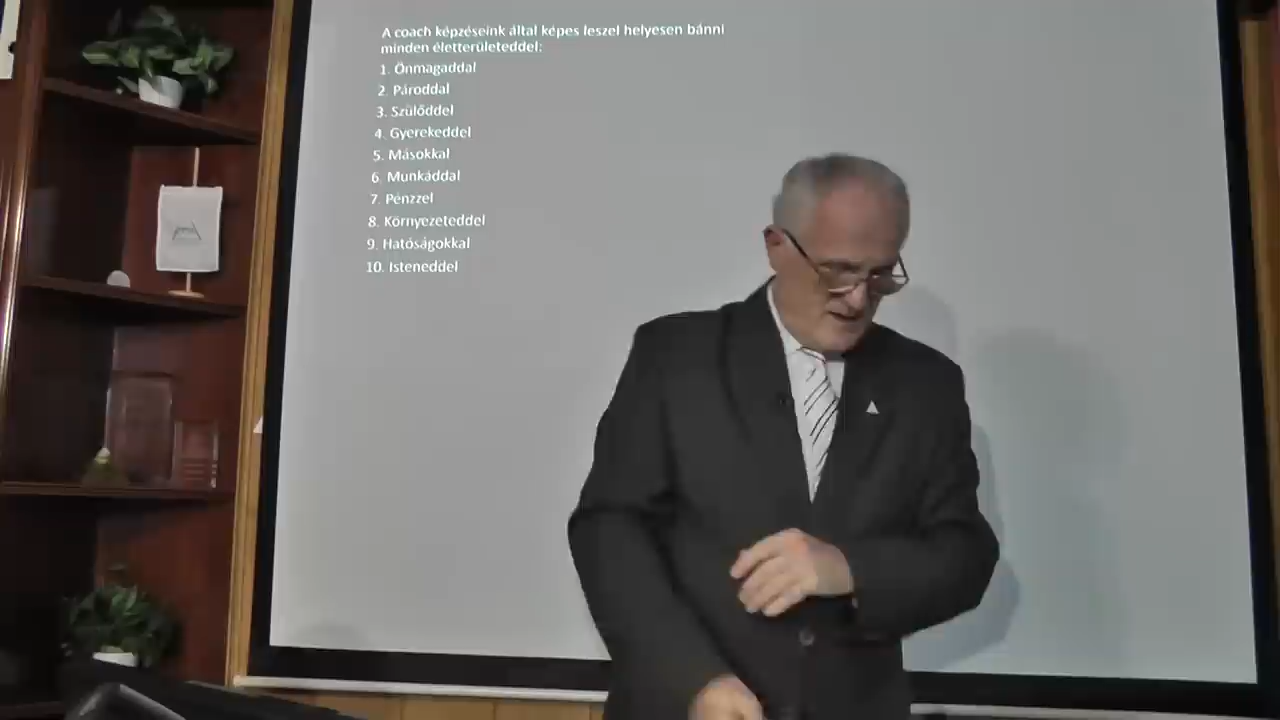 A coach képzéseink által képes leszel helyesen bánni
minden életterületeddel:
1. Önmagaddal
2. Pároddal
3. Szülőddel
4. Gyerekeddel
5. Másokkal
6. Munkáddal
7. Pénzzel
8. Környezeteddel
9. Hatóságokkal
10. Isteneddel